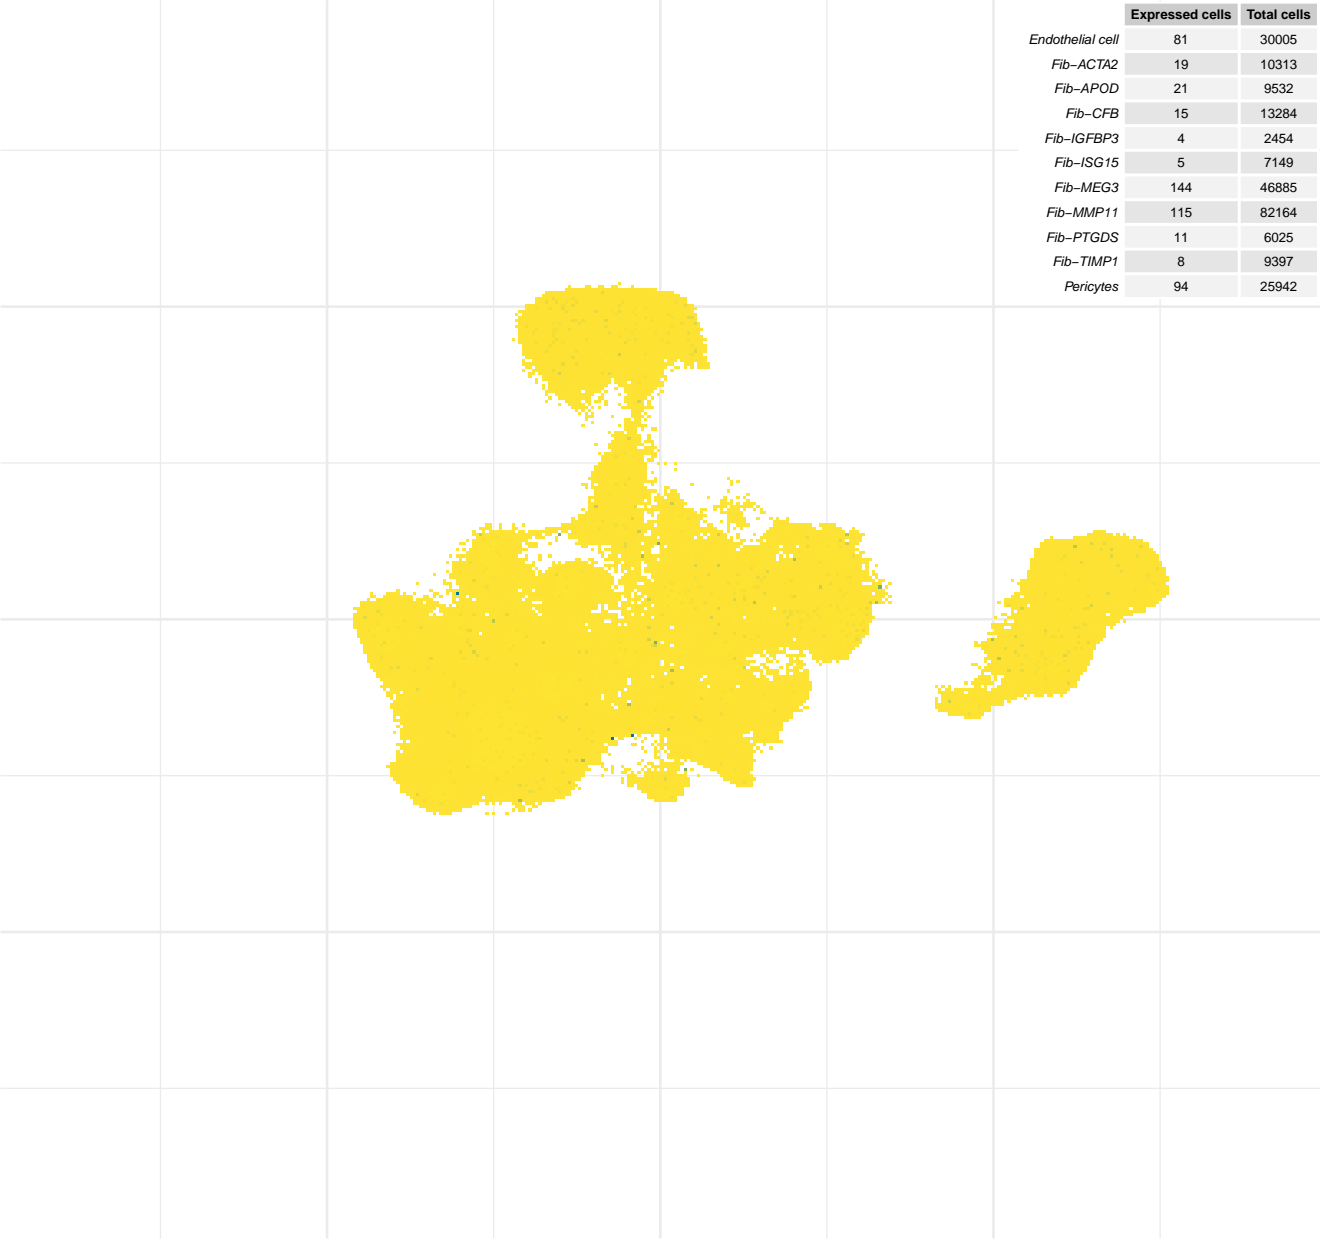 Expressed cells Total cells
Endothelial cell 81 30005
Fib−ACTA2 19 10313
Fib−APOD 21 9532
Fib−CFB 15 13284
Fib−IGFBP3 4 2454
Fib−ISG15 5 7149
Fib−MEG3 144 46885
Fib−MMP11 115 82164
Fib−PTGDS 11 6025
Fib−TIMP1 8 9397
Pericytes 94 25942